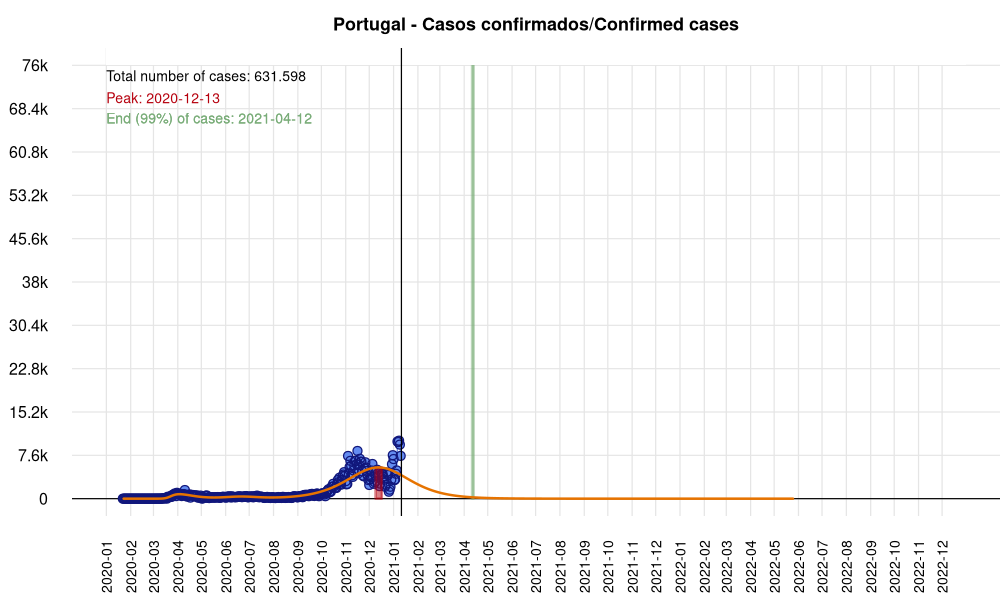 Portugal - Casos confirmados/Confirmed cases
Total number of cases: 631.598
Peak: 2020-12-13
End (99%) of cases: 2021-04-12
76k
68.4k
60.8k
53.2k
45.6k
38k
30.4k
22.8k
15.2k
7.6k
0
2020-01
2020-02
2020-03
2020-04
2020-05
2020-06
2020-07
2020-08
2020-09
2020-10
2020-11
2020-12
2021-01
2021-02
2021-03
2021-04
2021-05
2021-06
2021-07
2021-08
2021-09
2021-10
2021-11
2021-12
2022-01
2022-02
2022-03
2022-04
2022-05
2022-06
2022-07
2022-08
2022-09
2022-10
2022-11
2022-12